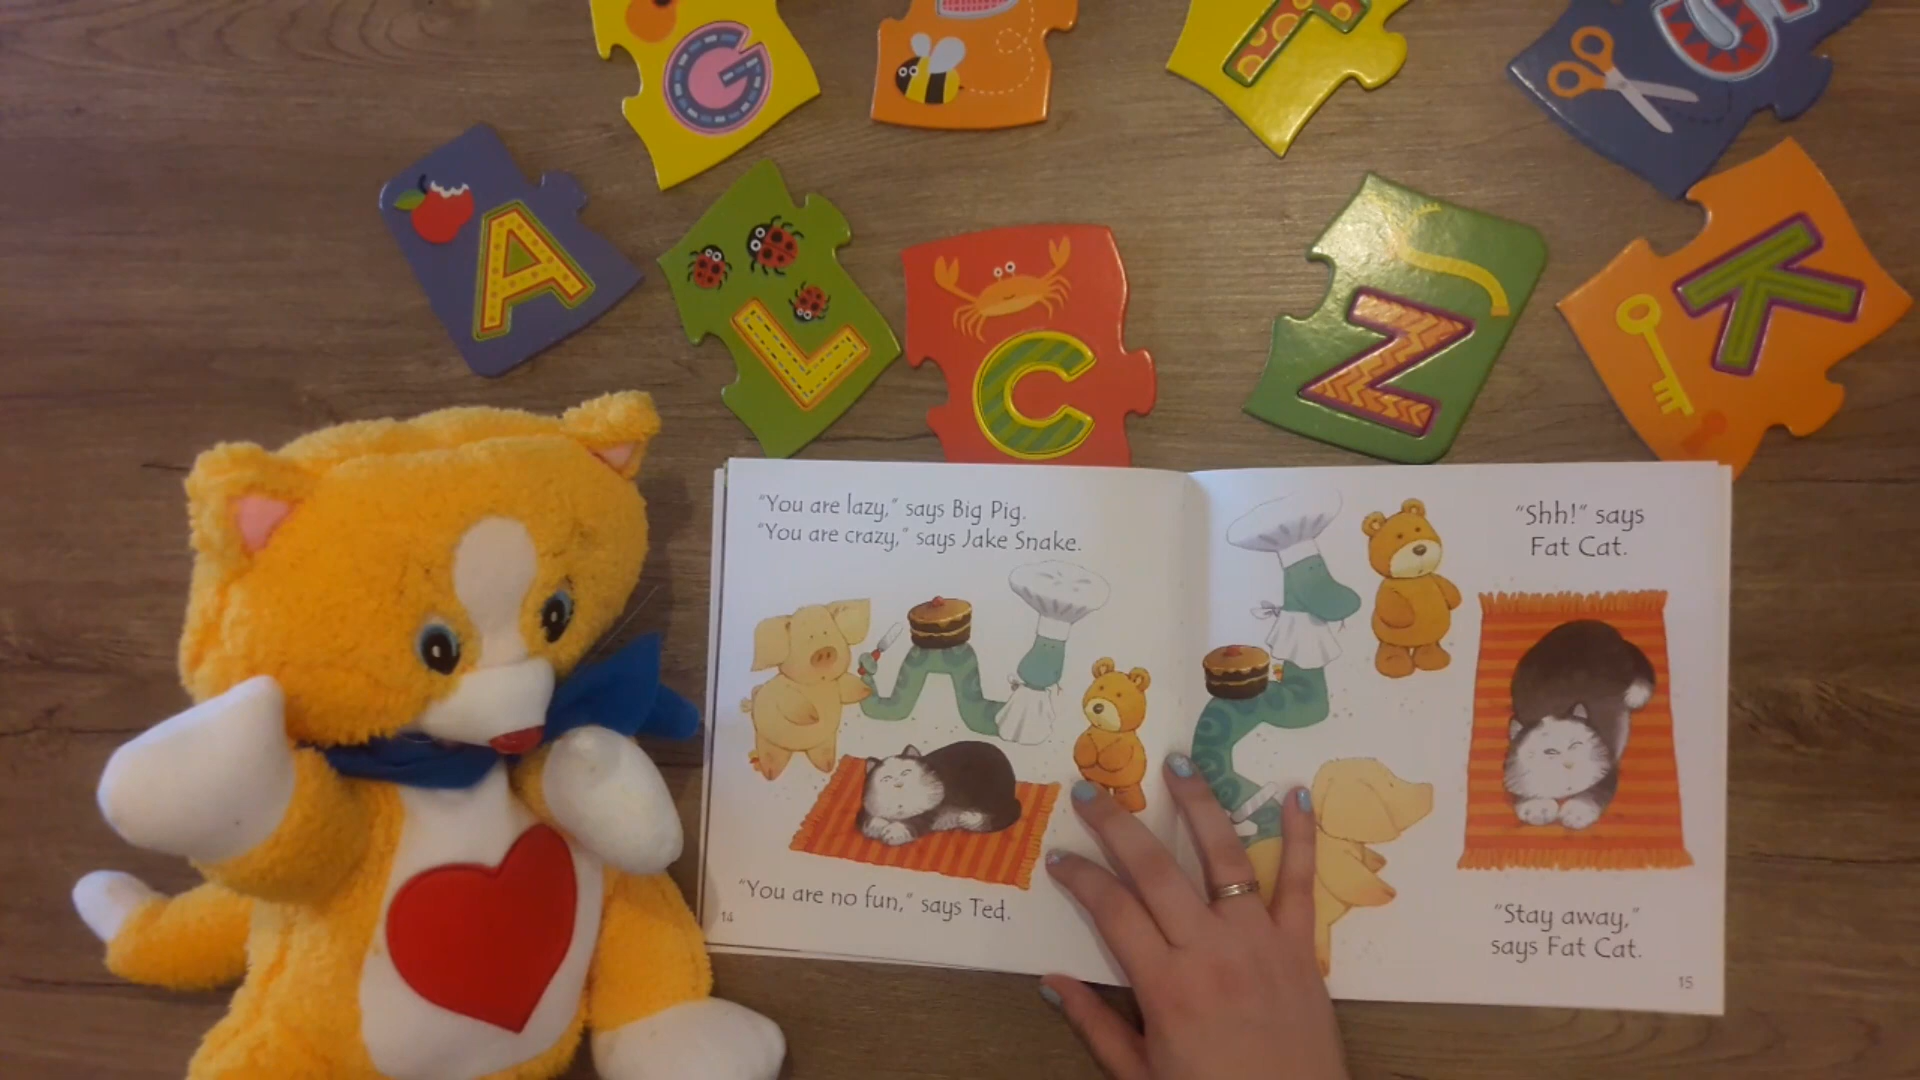 G
T
S
A
L
C
Z
K
“You are lazy,” says Big Pig.
“You are crazy,” says Jake Snake.
“You are no fun,” says Ted.
14
“Shh!” says
Fat Cat.
“Stay away,”
says Fat Cat.
15